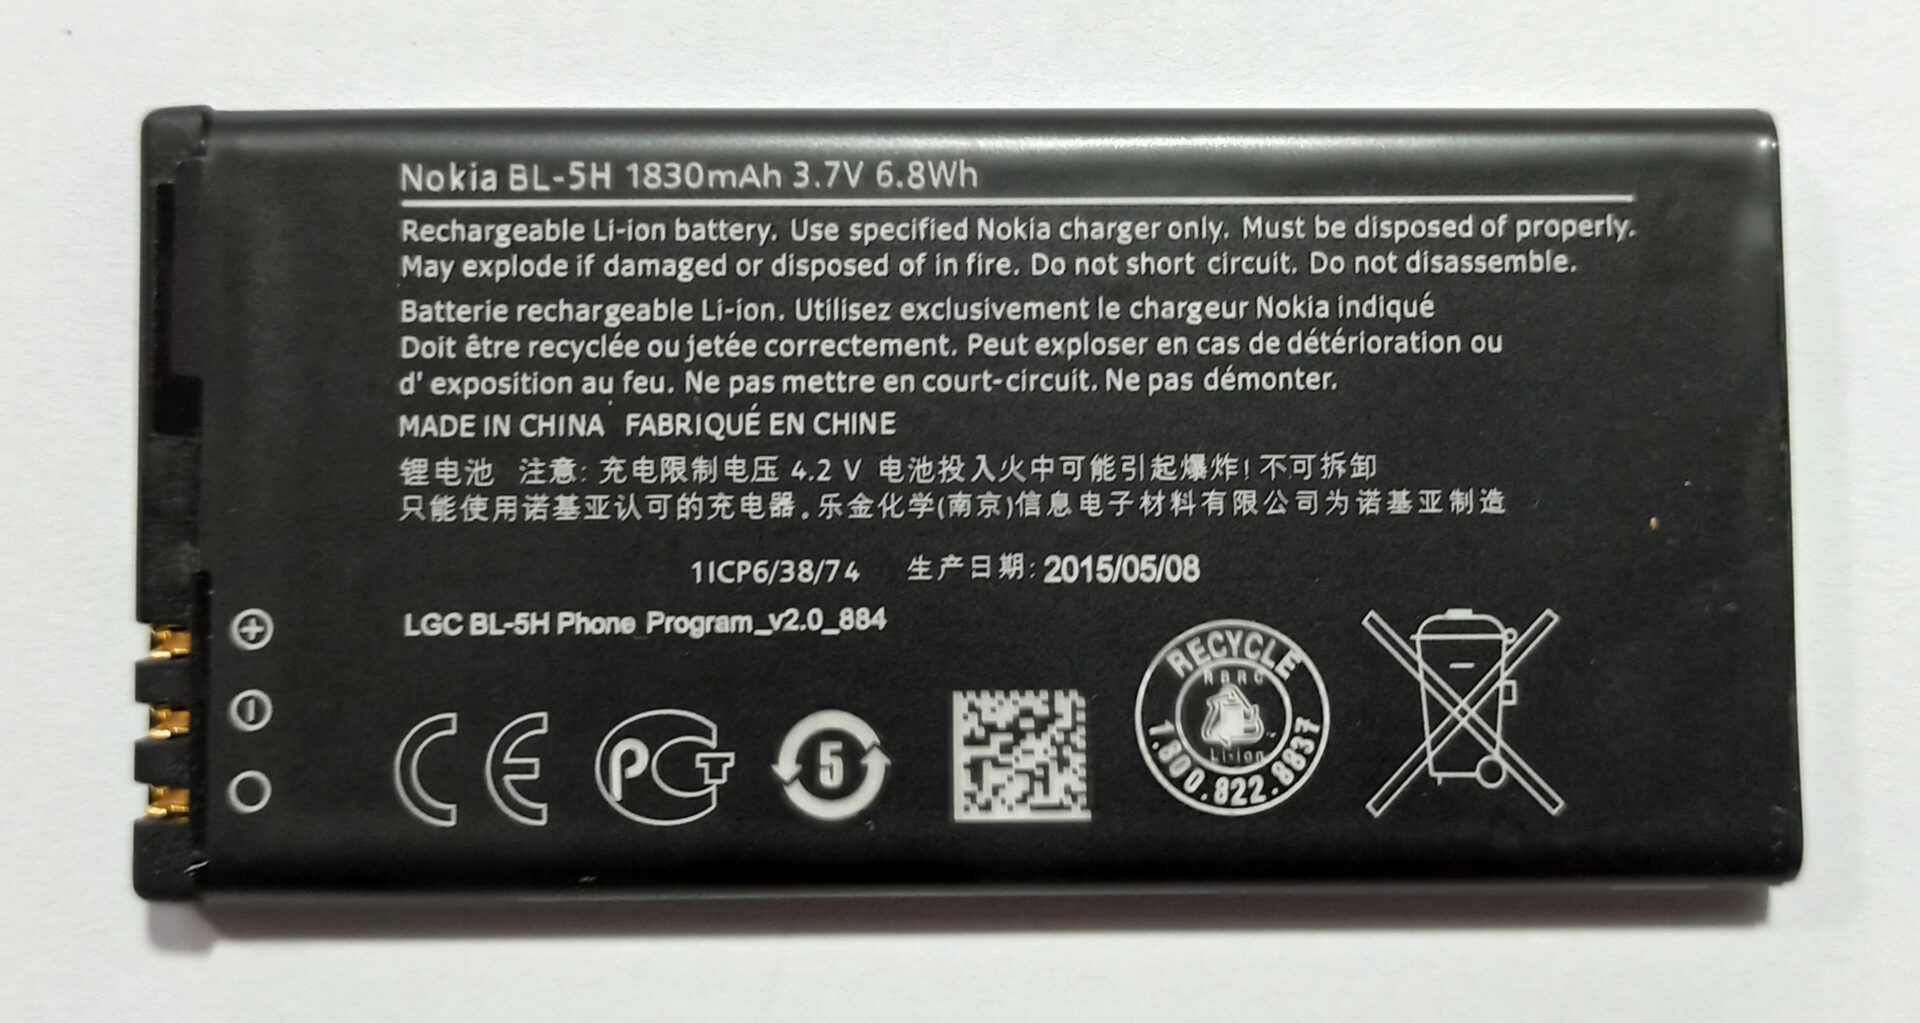 Nokia BL-5H 1830mAh 3.7V 6.8Wh
Rechargeable Li-ion battery. Use specified Nokia charger only. Must be disposed of properly.
May explode if damaged or disposed of in fire. Do not short circuit. Do not disassemble.
Batterie rechargeable Li-ion. Utilisez exclusivement le chargeur Nokia indiqué
Doit être recyclée ou jetée correctement. Peut exploser en cas de détérioration ou
d' exposition au feu. Ne pas mettre en court-circuit. Ne pas démonter.
MADE IN CHINA FABRIQUÉ EN CHINE
锂电池 注意: 充电限制电压 4.2 V 电池投入火中可能引起爆炸! 不可拆卸
只能使用诺基亚认可的充电器. 乐金化学(南京)信息电子材料有限公司为诺基亚制造
1ICP6/38/74 生产日期: 2015/05/08
LGC BL-5H Phone Program_v2.0_884
CE PCT 5
RECYCLE
RBRC
Li-ion
1.800.822.8837